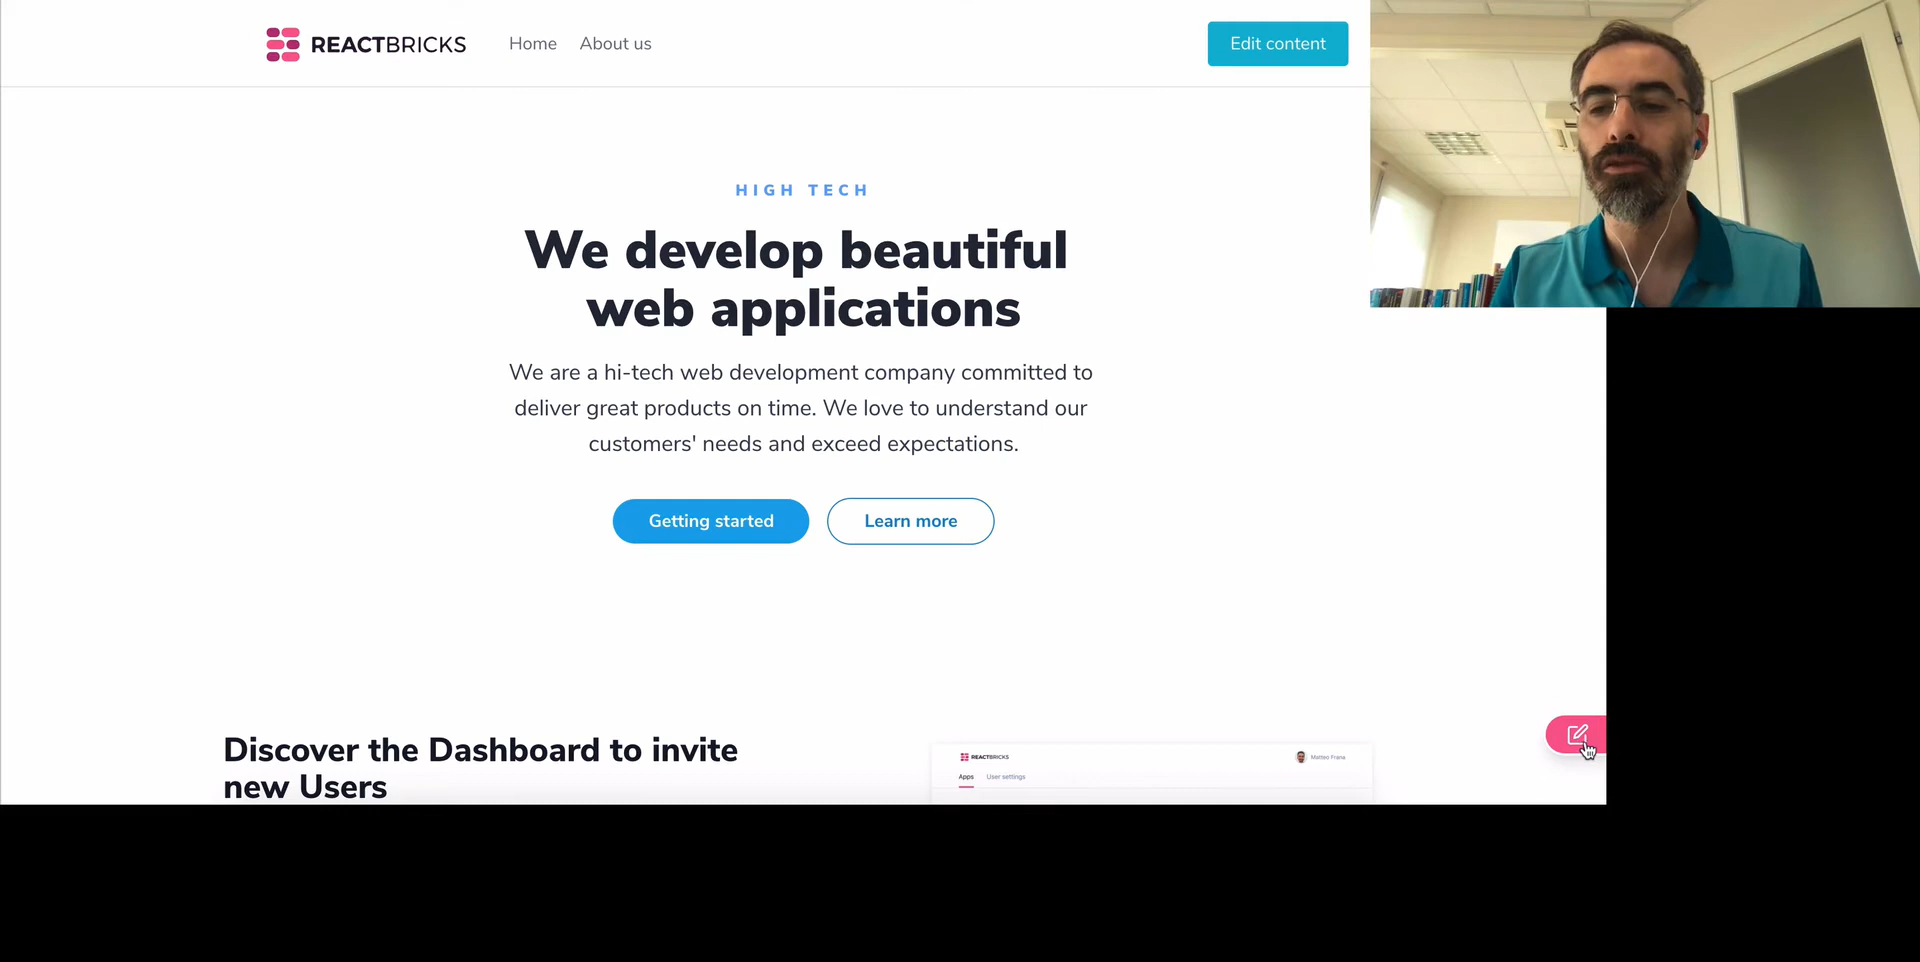 REACTBRICKS
Home
About us
Edit content
HIGH TECH
We develop beautiful
web applications
We are a hi-tech web development company committed to
deliver great products on time. We love to understand our
customers' needs and exceed expectations.
Getting started
Learn more
Discover the Dashboard to invite
new Users
REACTBRICKS
Matteo Frana
Apps
User settings